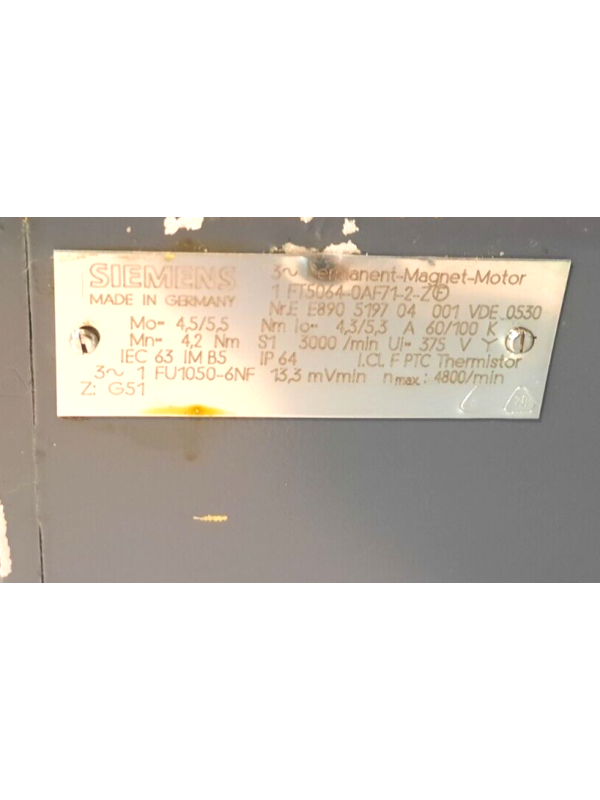 SIEMENS
MADE IN GERMANY
3~ Permanent-Magnet-Motor
1 FT5064-0AF71-2-Z Ⓕ
Nr.E E890 5197 04 001 VDE 0530
Mo= 4,5/5,5 Nm Io= 4,3/5,3 A 60/100 K
Mn= 4,2 Nm S1 3000 /min Ui= 375 V Y
IEC 63 IM B5 IP 64 I.Cl. F PTC Thermistor
3~ 1 FU1050-6NF 13,3 mVmin nmax.: 4800/min
Z: G51